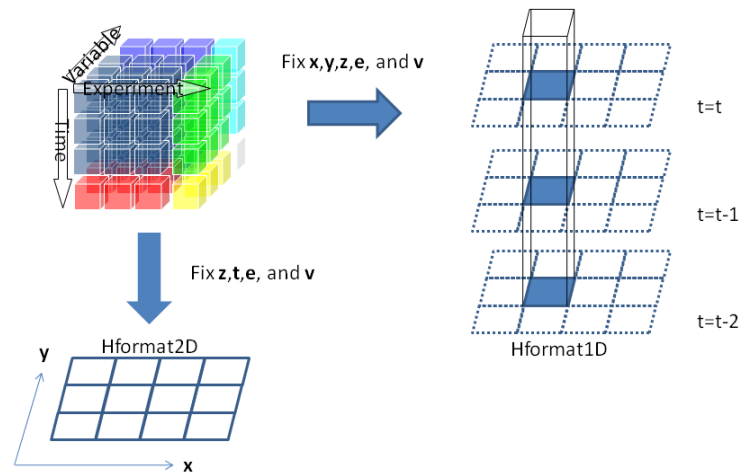 Variable
Experiment
Time
Fix x,y,z,e, and v
t=t
t=t-1
t=t-2
Hformat1D
Fix z,t,e, and v
Hformat2D
y
x